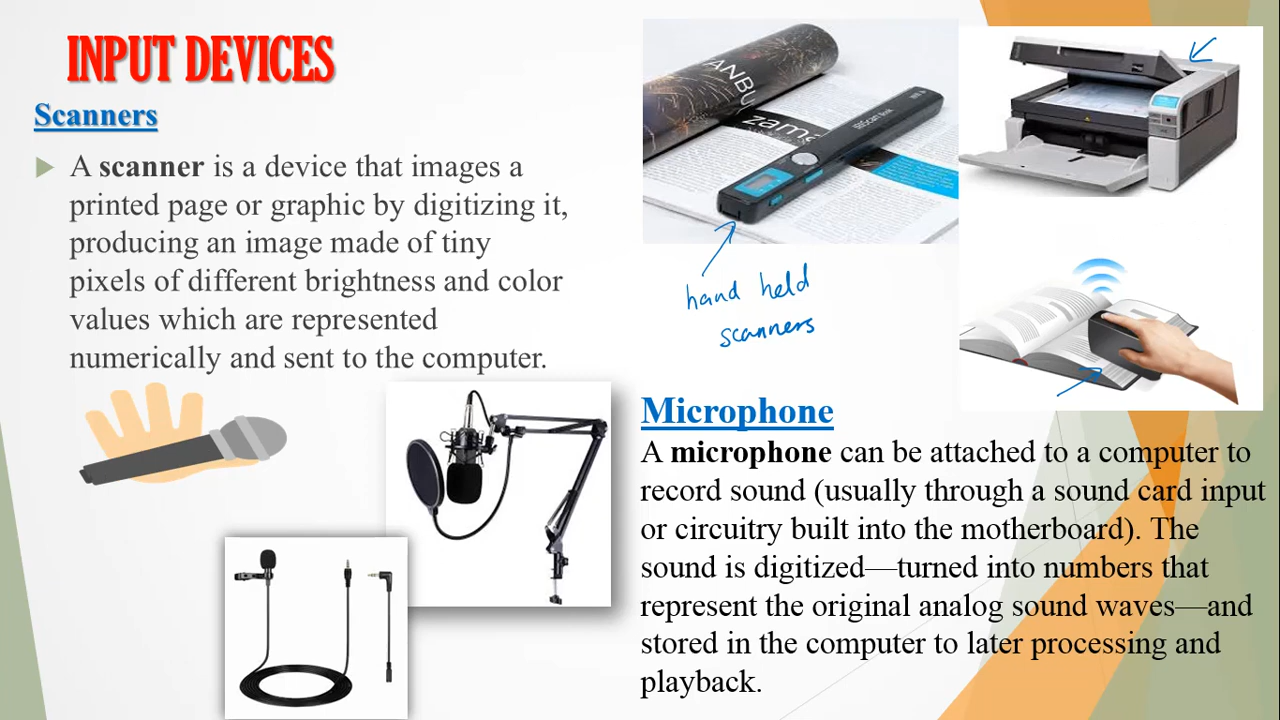 INPUT DEVICES
Scanners
A scanner is a device that images a
printed page or graphic by digitizing it,
producing an image made of tiny
pixels of different brightness and color
values which are represented
numerically and sent to the computer.
hand held
scanners
Microphone
A microphone can be attached to a computer to
record sound (usually through a sound card input
or circuitry built into the motherboard). The
sound is digitized—turned into numbers that
represent the original analog sound waves—and
stored in the computer to later processing and
playback.